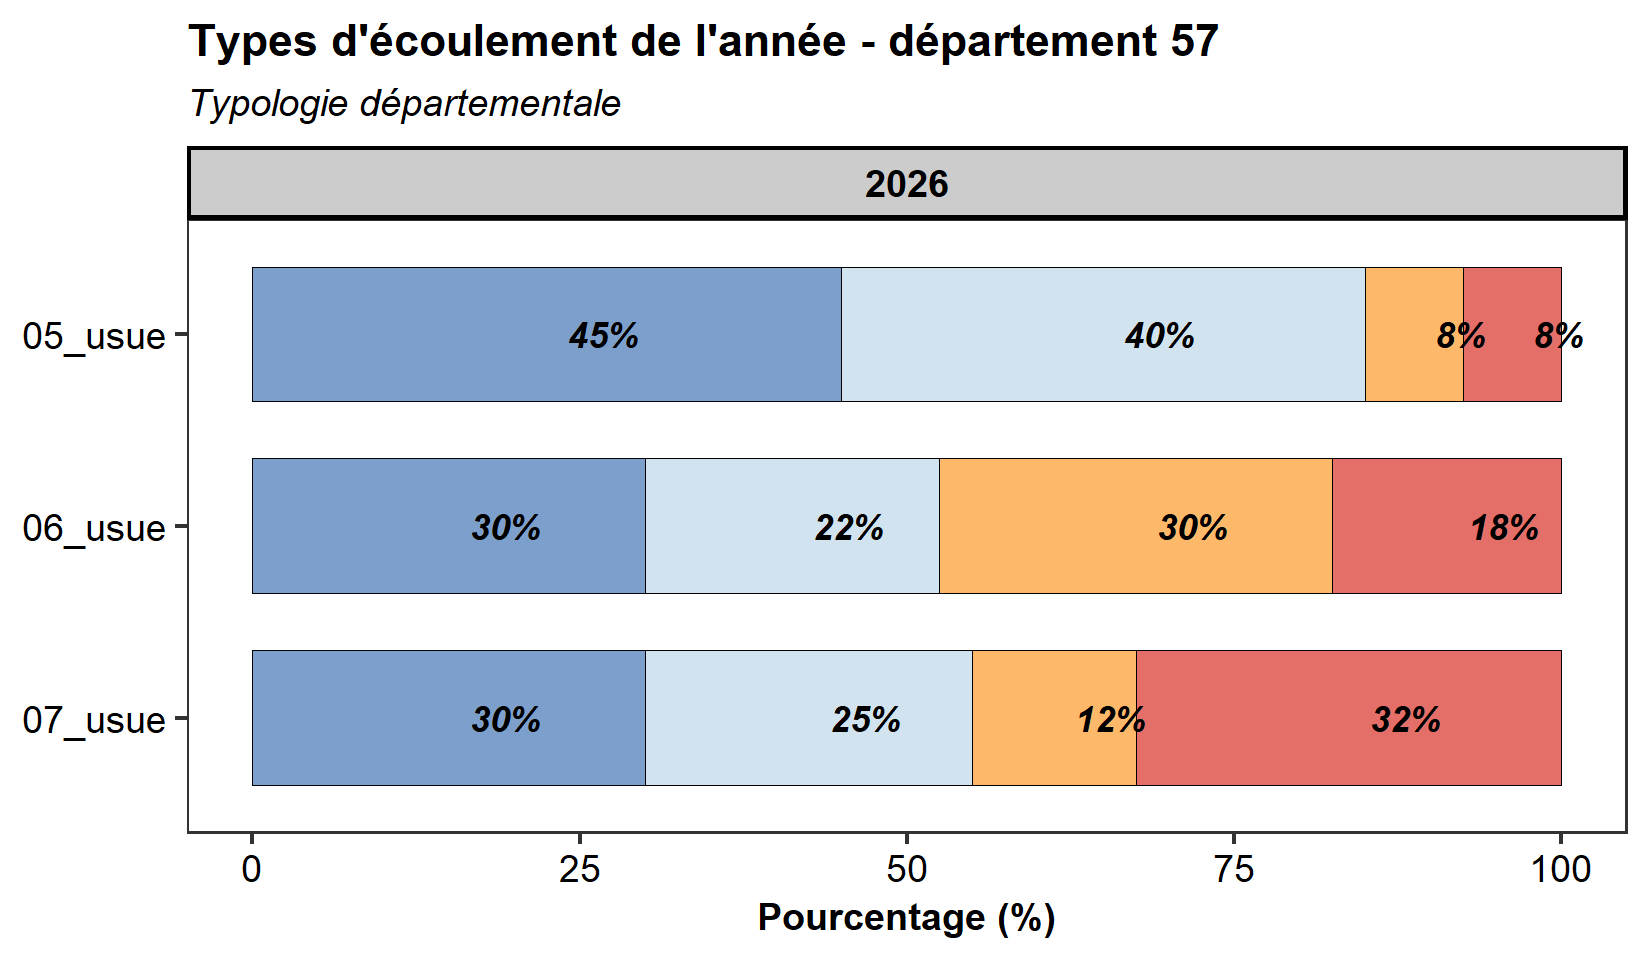 Types d'écoulement de l'année - département 57
Typologie départementale
2026
05_usue 45% 40% 8% 8%
06_usue 30% 22% 30% 18%
07_usue 30% 25% 12% 32%
0 25 50 75 100
Pourcentage (%)